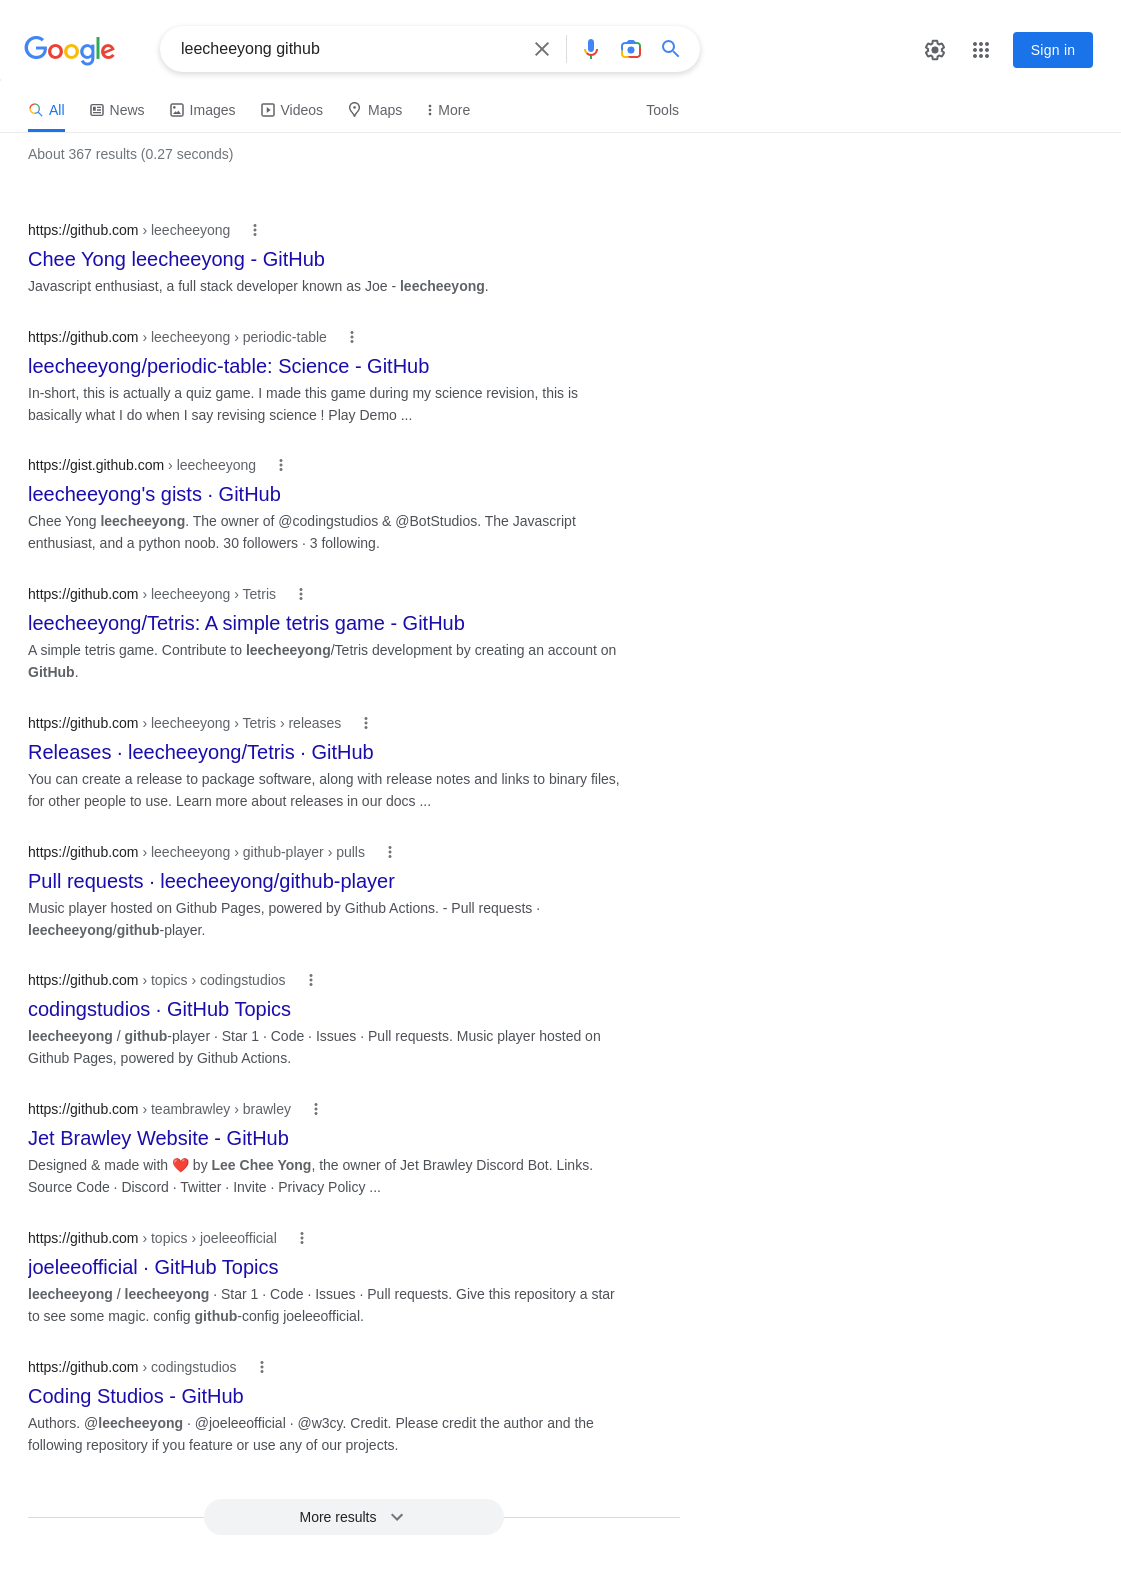 Google
leecheeyong github
Sign in
All News Images Videos Maps More Tools
About 367 results (0.27 seconds)
https://github.com › leecheeyong
Chee Yong leecheeyong - GitHub
Javascript enthusiast, a full stack developer known as Joe - leecheeyong.
https://github.com › leecheeyong › periodic-table
leecheeyong/periodic-table: Science - GitHub
In-short, this is actually a quiz game. I made this game during my science revision, this is
basically what I do when I say revising science ! Play Demo ...
https://gist.github.com › leecheeyong
leecheeyong's gists · GitHub
Chee Yong leecheeyong. The owner of @codingstudios & @BotStudios. The Javascript
enthusiast, and a python noob. 30 followers · 3 following.
https://github.com › leecheeyong › Tetris
leecheeyong/Tetris: A simple tetris game - GitHub
A simple tetris game. Contribute to leecheeyong/Tetris development by creating an account on
GitHub.
https://github.com › leecheeyong › Tetris › releases
Releases · leecheeyong/Tetris · GitHub
You can create a release to package software, along with release notes and links to binary files,
for other people to use. Learn more about releases in our docs ...
https://github.com › leecheeyong › github-player › pulls
Pull requests · leecheeyong/github-player
Music player hosted on Github Pages, powered by Github Actions. - Pull requests ·
leecheeyong/github-player.
https://github.com › topics › codingstudios
codingstudios · GitHub Topics
leecheeyong / github-player · Star 1 · Code · Issues · Pull requests. Music player hosted on
Github Pages, powered by Github Actions.
https://github.com › teambrawley › brawley
Jet Brawley Website - GitHub
Designed & made with ❤️ by Lee Chee Yong, the owner of Jet Brawley Discord Bot. Links.
Source Code · Discord · Twitter · Invite · Privacy Policy ...
https://github.com › topics › joeleeofficial
joeleeofficial · GitHub Topics
leecheeyong / leecheeyong · Star 1 · Code · Issues · Pull requests. Give this repository a star
to see some magic. config github-config joeleeofficial.
https://github.com › codingstudios
Coding Studios - GitHub
Authors. @leecheeyong · @joeleeofficial · @w3cy. Credit. Please credit the author and the
following repository if you feature or use any of our projects.
More results